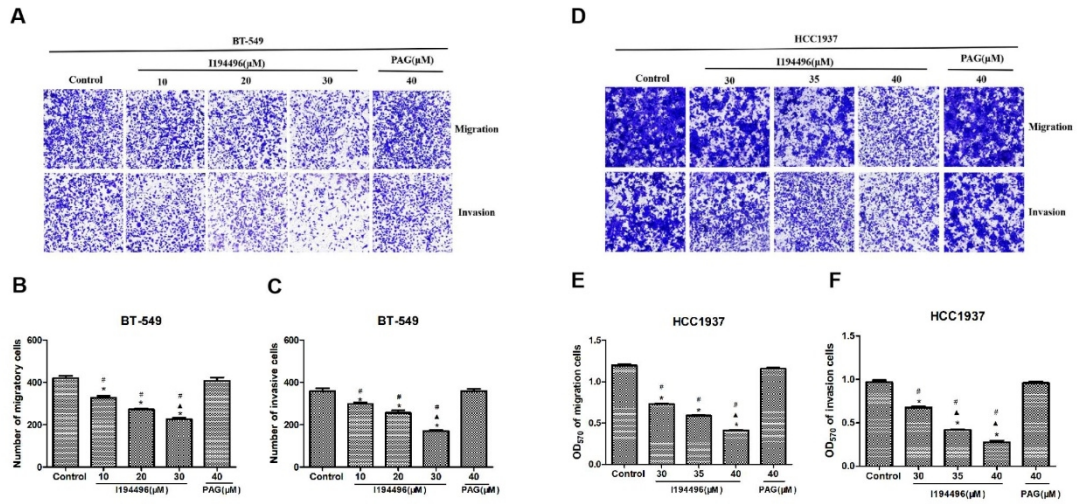 A
BT-549
I194496(μM)
PAG(μM)
Control
10
20
30
40
Migration
Invasion
D
HCC1937
I194496(μM)
PAG(μM)
Control
30
35
40
40
Migration
Invasion
B
BT-549
Number of migratory cells
600
400
200
0
#
*
#
*
#
▲
*
Control
10
20
30
40
I194496(μM)
PAG(μM)
C
BT-549
Number of invasive cells
600
400
200
0
#
*
#
*
#
▲
*
Control
10
20
30
40
I194496(μM)
PAG(μM)
E
HCC1937
OD570 of migration cells
1.5
1.0
0.5
0.0
#
*
#
*
#
▲
*
Control
30
35
40
40
I194496(μM)
PAG(μM)
F
HCC1937
OD570 of invasion cells
1.5
1.0
0.5
0.0
#
*
#
▲
*
#
▲
*
Control
30
35
40
40
I194496(μM)
PAG(μM)